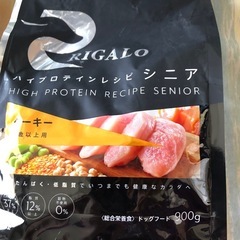 RIGALO
ハイプロテインレシピ シニア
HIGH PROTEIN RECIPE SENIOR
ーキー
歳以上用
たんぱく・低脂質でいつまでも健康なカラダへ
37%
12%
以上
0%
〈総合栄養食〉ドッグフード 900g